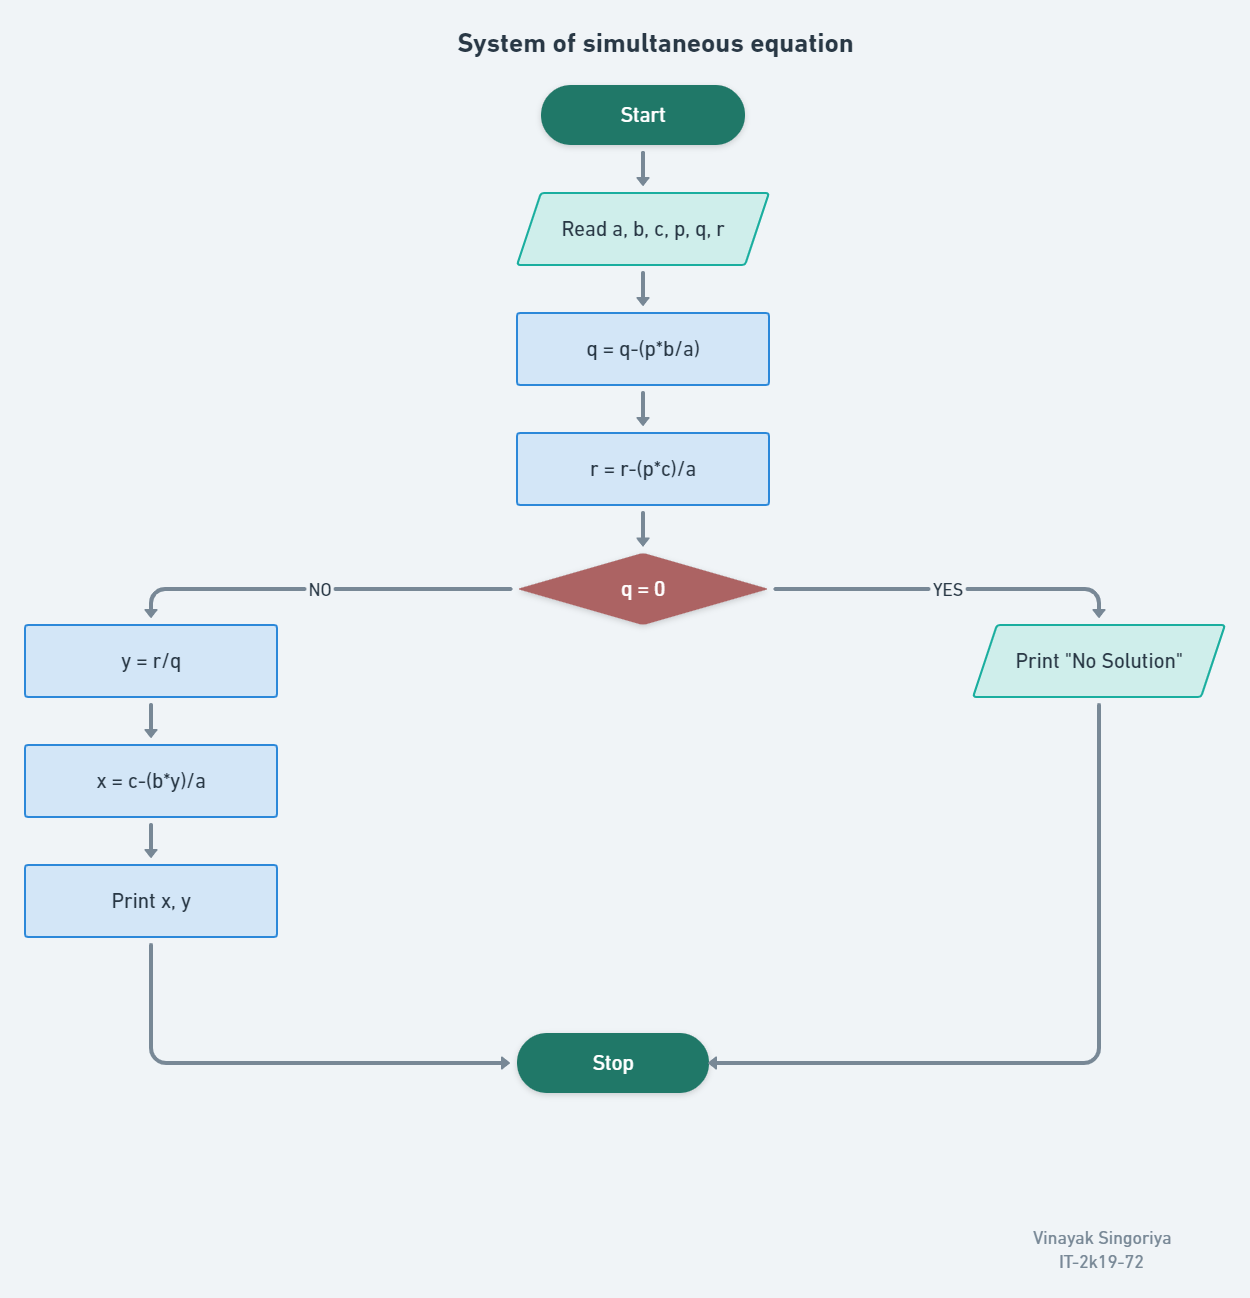 System of simultaneous equation
Start
Read a, b, c, p, q, r
q = q-(p*b/a)
r = r-(p*c)/a
q = 0
NO
YES
y = r/q
Print "No Solution"
x = c-(b*y)/a
Print x, y
Stop
Vinayak Singoriya
IT-2k19-72